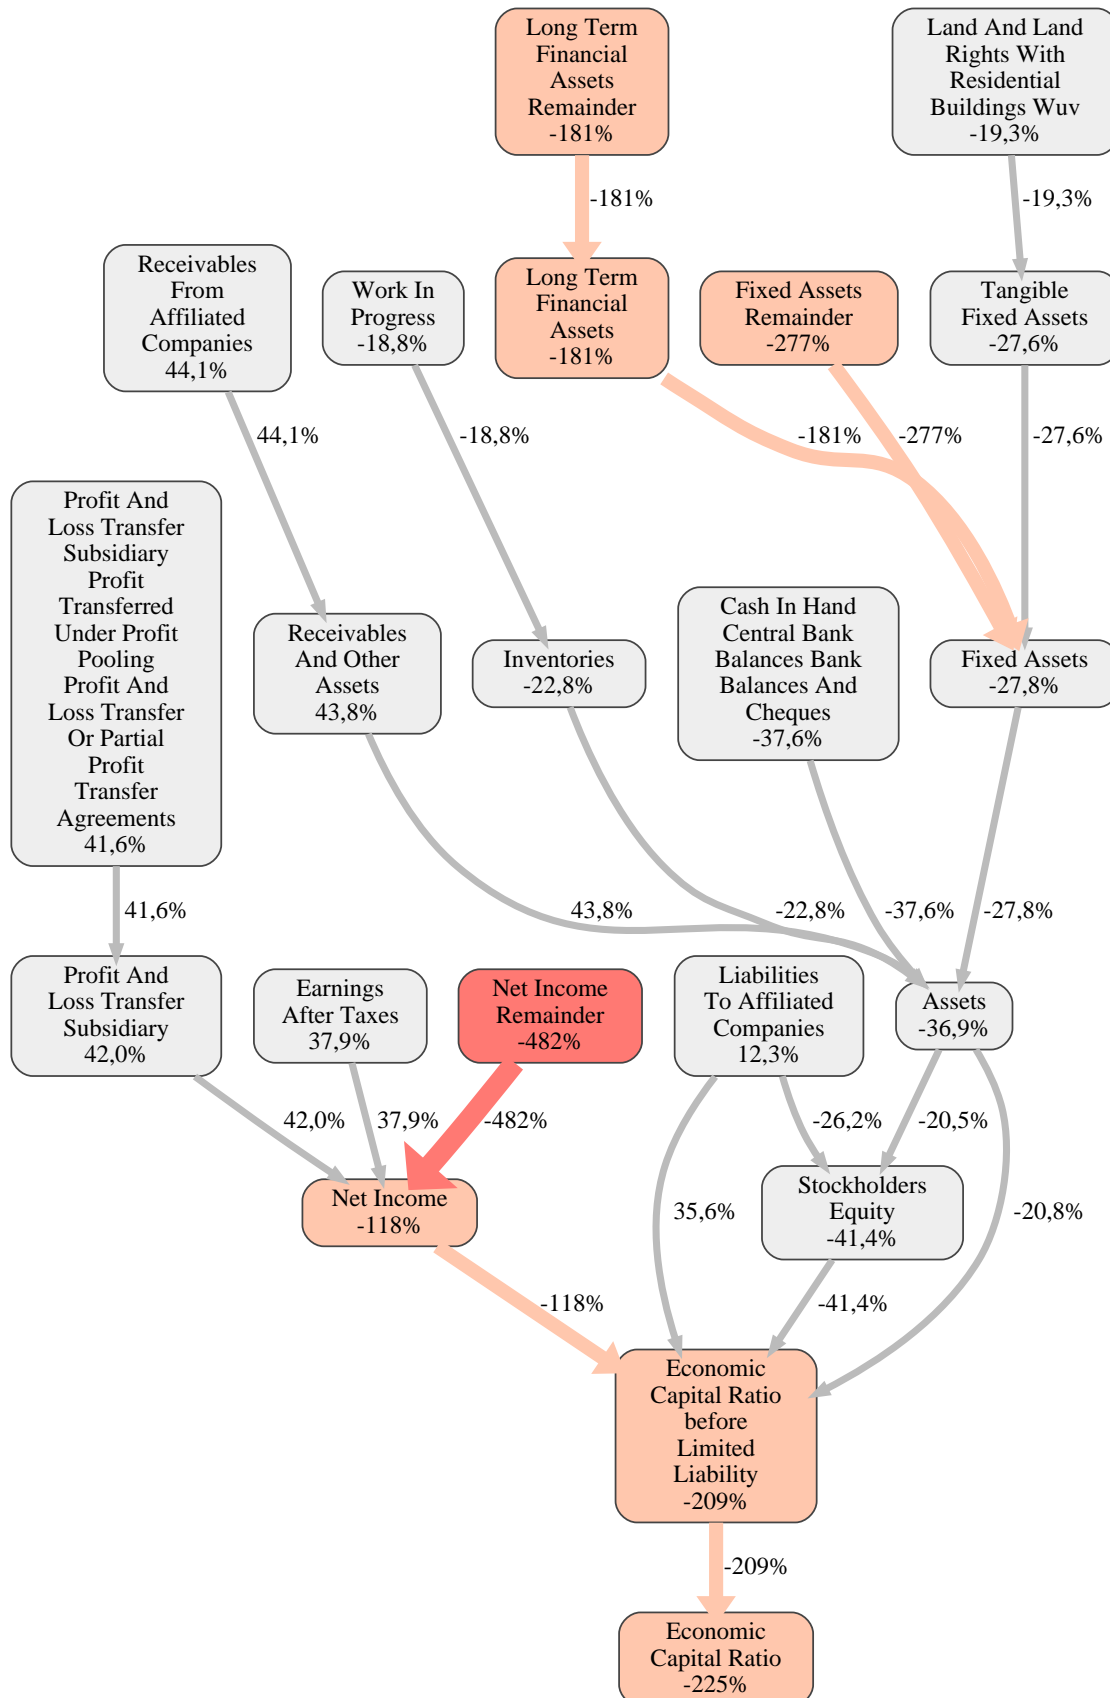 Long Term
Financial
Assets
Remainder
-181%
Land And Land
Rights With
Residential
Buildings Wuv
-19,3%
-181%
-19,3%
Receivables
From
Affiliated
Companies
44,1%
Work In
Progress
-18,8%
Long Term
Financial
Assets
-181%
Fixed Assets
Remainder
-277%
Tangible
Fixed Assets
-27,6%
44,1%
-18,8%
-181%
-277%
-27,6%
Profit And
Loss Transfer
Subsidiary
Profit
Transferred
Under Profit
Pooling
Profit And
Loss Transfer
Or Partial
Profit
Transfer
Agreements
41,6%
Receivables
And Other
Assets
43,8%
Inventories
-22,8%
Cash In Hand
Central Bank
Balances Bank
Balances And
Cheques
-37,6%
Fixed Assets
-27,8%
41,6%
43,8%
-22,8%
-37,6%
-27,8%
Profit And
Loss Transfer
Subsidiary
42,0%
Earnings
After Taxes
37,9%
Net Income
Remainder
-482%
Liabilities
To Affiliated
Companies
12,3%
Assets
-36,9%
42,0%
37,9%
-482%
-26,2%
-20,5%
Net Income
-118%
35,6%
Stockholders
Equity
-41,4%
-20,8%
-118%
-41,4%
Economic
Capital Ratio
before
Limited
Liability
-209%
-209%
Economic
Capital Ratio
-225%